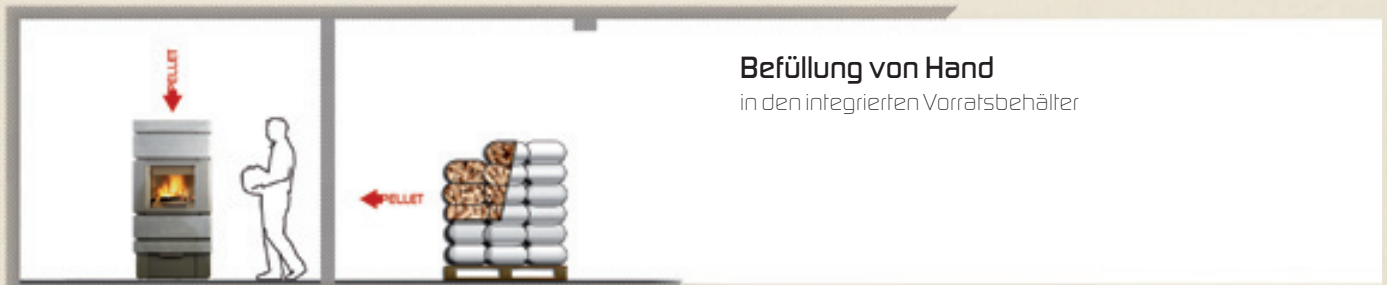 PELLET
PELLET
Befüllung von Hand
in den integrierten Vorratsbehälter